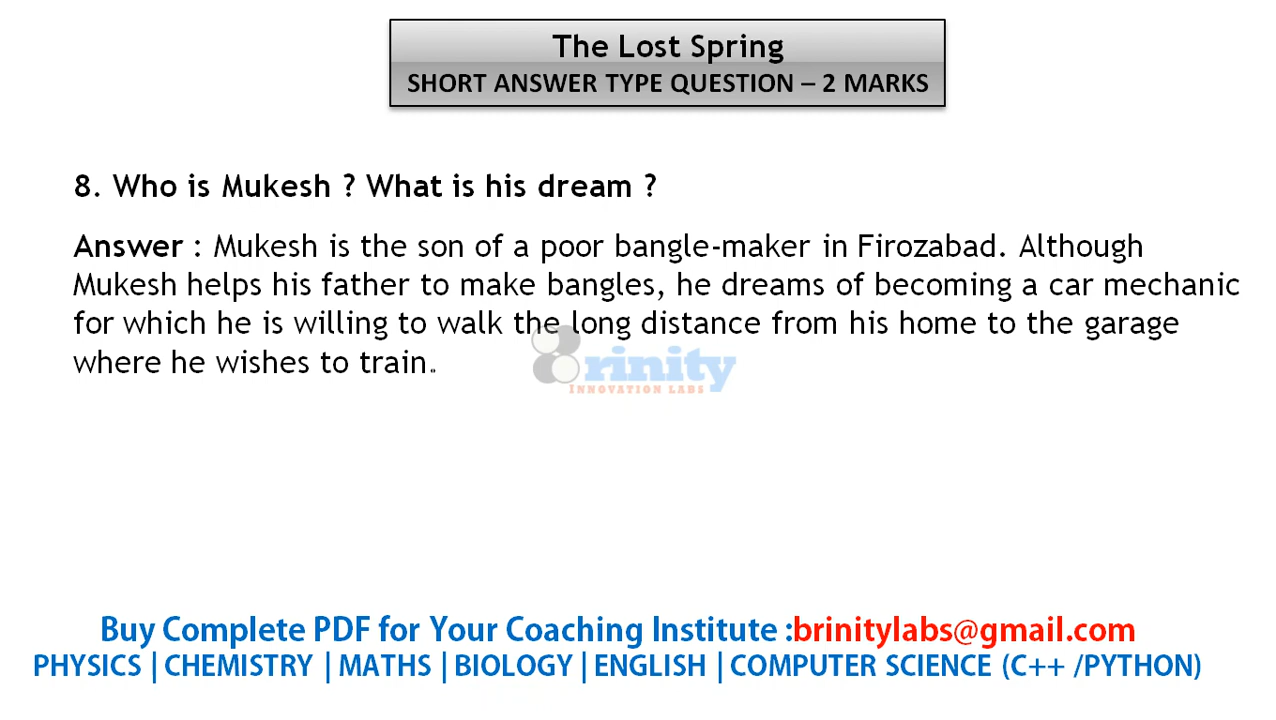 The Lost Spring
SHORT ANSWER TYPE QUESTION – 2 MARKS
8. Who is Mukesh ? What is his dream ?
Answer : Mukesh is the son of a poor bangle-maker in Firozabad. Although
Mukesh helps his father to make bangles, he dreams of becoming a car mechanic
for which he is willing to walk the long distance from his home to the garage
where he wishes to train.
Brinity
INNOVATION LABS
Buy Complete PDF for Your Coaching Institute :brinitylabs@gmail.com
PHYSICS | CHEMISTRY | MATHS | BIOLOGY | ENGLISH | COMPUTER SCIENCE (C++ /PYTHON)